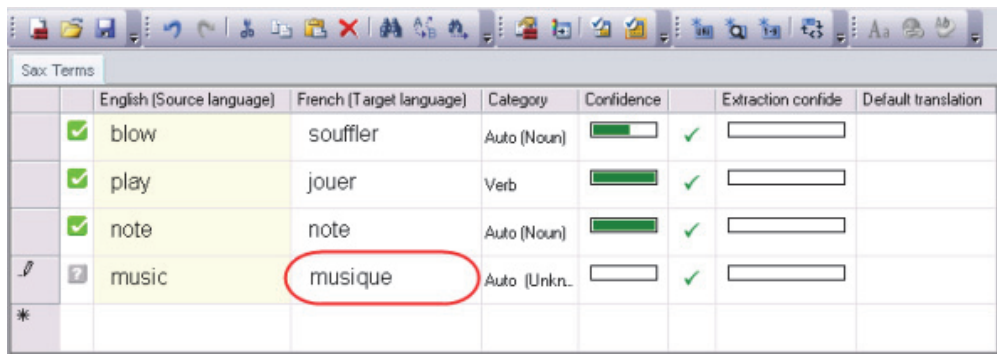 Sax Terms
English (Source language) French (Target language) Category Confidence Extraction confide Default translation
blow souffler Auto (Noun)
play jouer Verb
note note Auto (Noun)
music musique Auto (Unkn...